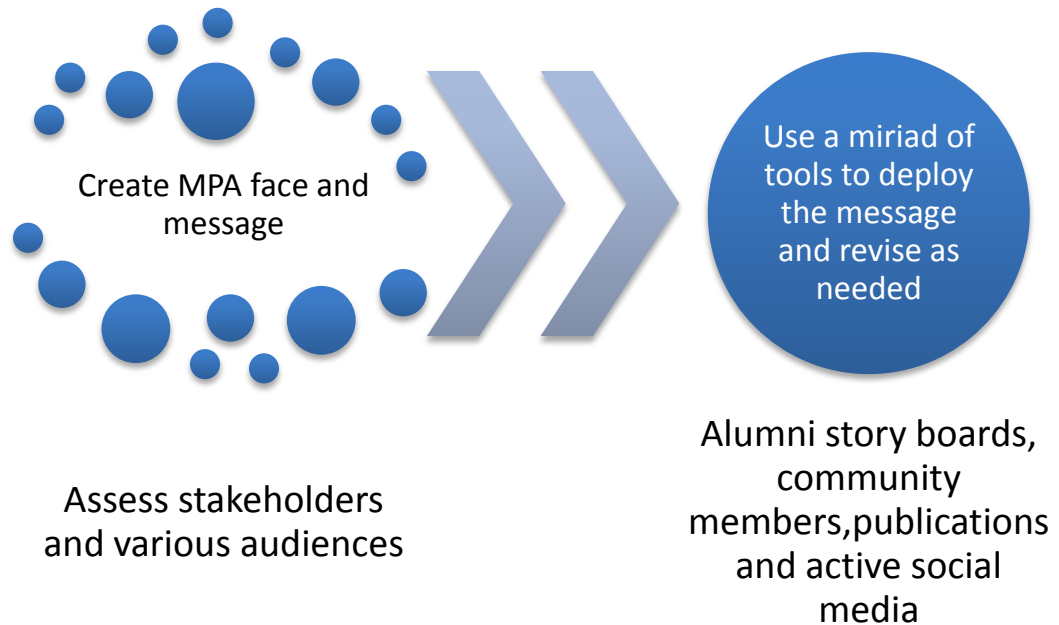 Create MPA face and
message
Assess stakeholders
and various audiences
Use a miriad of
tools to deploy
the message
and revise as
needed
Alumni story boards,
community
members,publications
and active social
media